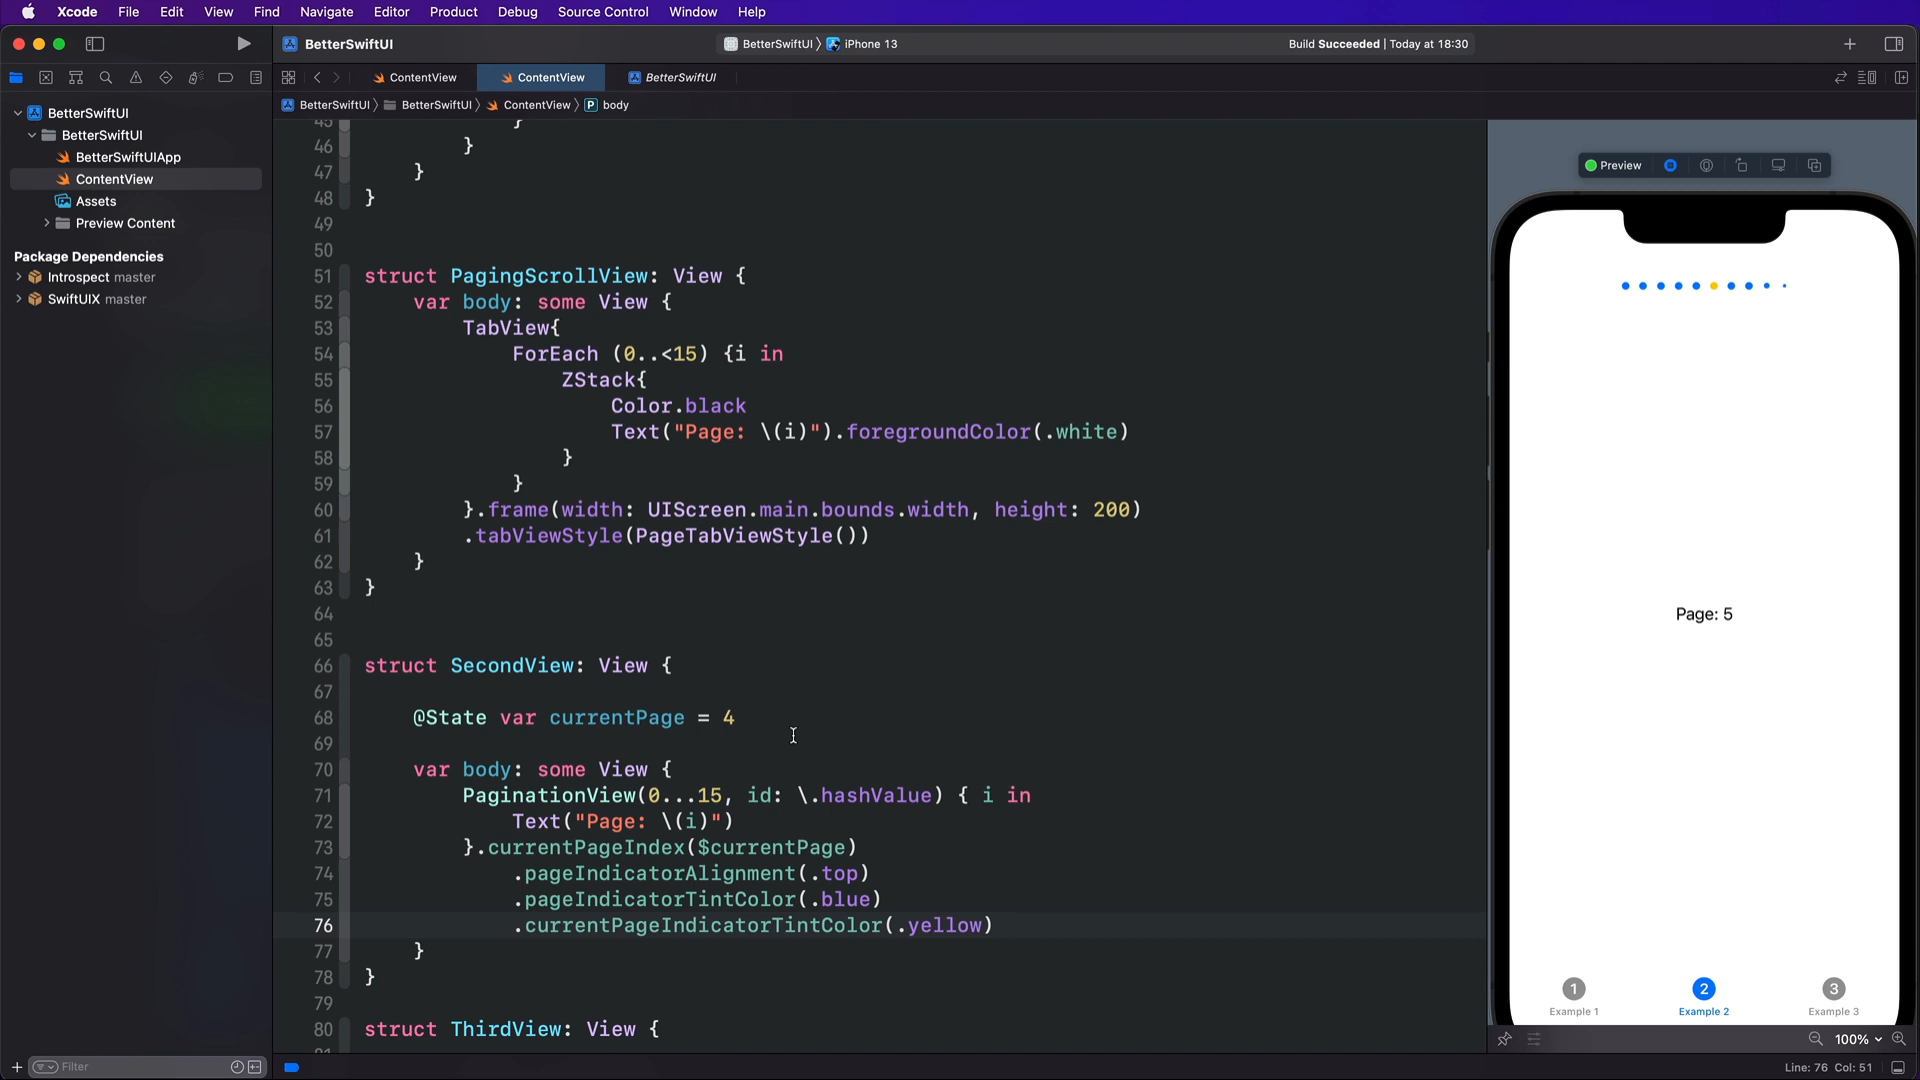 Xcode File Edit View Find Navigate Editor Product Debug Source Control Window Help
BetterSwiftUI
BetterSwiftUI 〉 iPhone 13
Build Succeeded | Today at 18:30
ContentView
ContentView
BetterSwiftUI
BetterSwiftUI 〉 BetterSwiftUI 〉 ContentView 〉 P body
BetterSwiftUI
BetterSwiftUI
BetterSwiftUIApp
ContentView
Assets
Preview Content
Package Dependencies
Introspect master
SwiftUIX master
45 }
46 }
47 }
48 }
49
50
51 struct PagingScrollView: View {
52 var body: some View {
53 TabView{
54 ForEach (0..<15) {i in
55 ZStack{
56 Color.black
57 Text("Page: \(i)").foregroundColor(.white)
58 }
59 }
60 }.frame(width: UIScreen.main.bounds.width, height: 200)
61 .tabViewStyle(PageTabViewStyle())
62 }
63 }
64
65
66 struct SecondView: View {
67
68 @State var currentPage = 4
69
70 var body: some View {
71 PaginationView(0...15, id: \.hashValue) { i in
72 Text("Page: \(i)")
73 }.currentPageIndex($currentPage)
74 .pageIndicatorAlignment(.top)
75 .pageIndicatorTintColor(.blue)
76 .currentPageIndicatorTintColor(.yellow)
77 }
78 }
79
80 struct ThirdView: View {
Preview
Page: 5
1 2 3
Example 1 Example 2 Example 3
100%
Filter
Line: 76 Col: 51